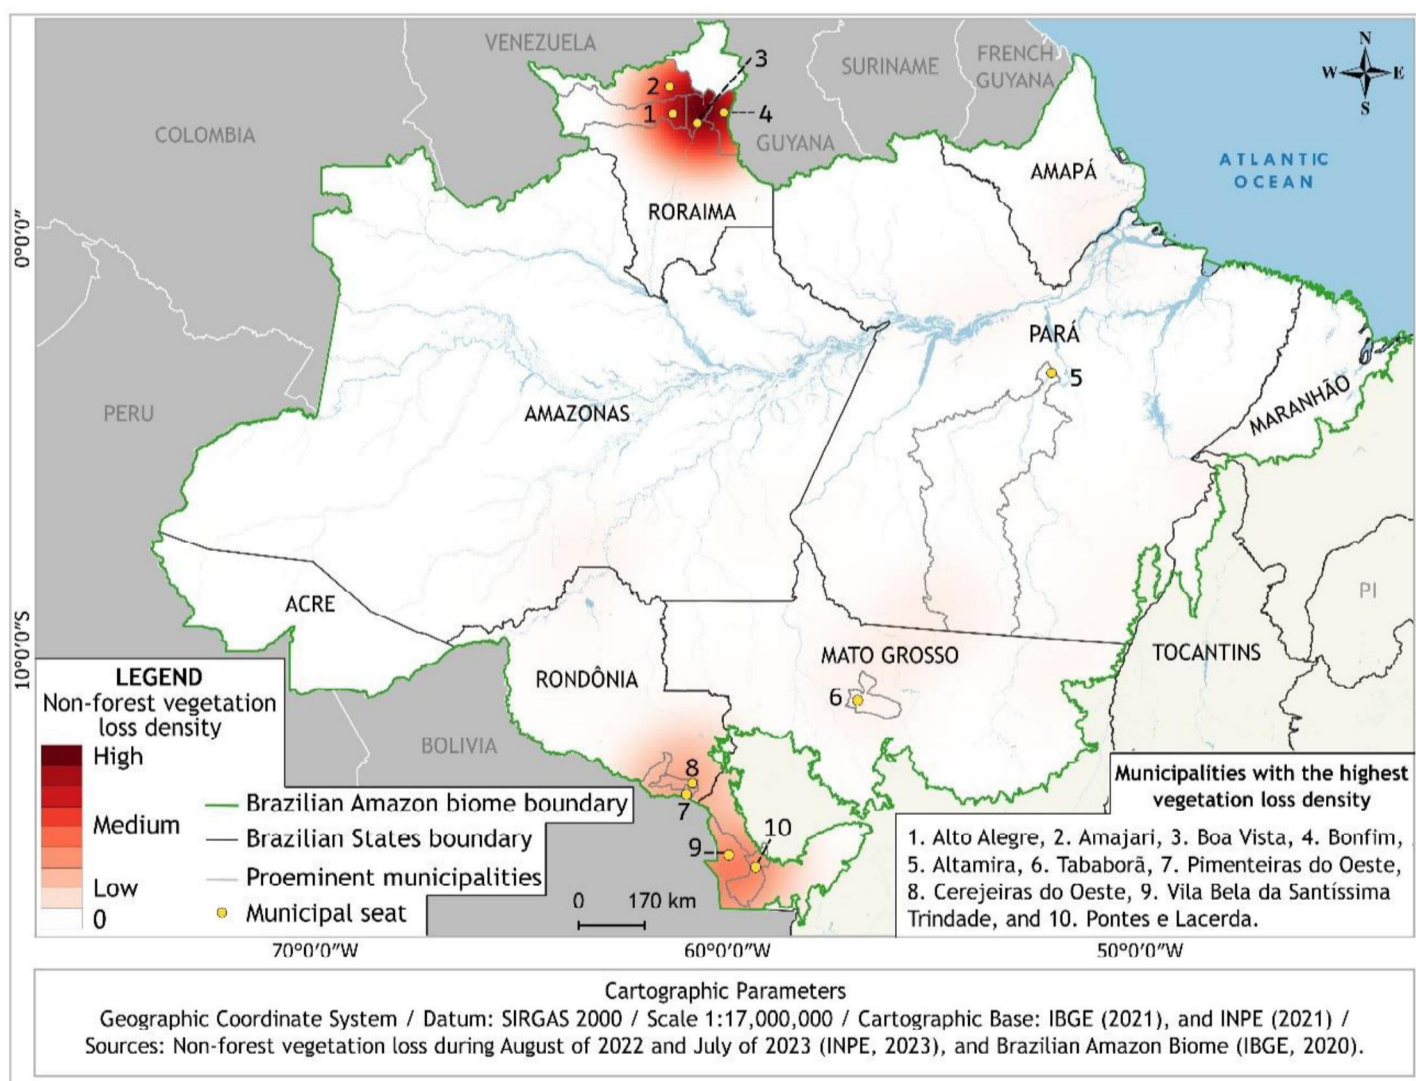 VENEZUELA
SURINAME
FRENCH
GUYANA
COLOMBIA
GUYANA
ATLANTIC
OCEAN
N
W
E
S
1
2
3
4
AMAPÁ
RORAIMA
0°0'0"
PARÁ
5
AMAZONAS
MARANHÃO
PERU
ACRE
PI
10°0'0"S
MATO GROSSO
TOCANTINS
RONDÔNIA
6
BOLIVIA
8
7
9
10
LEGEND
Non-forest vegetation
loss density
High
Medium
Low
0
Brazilian Amazon biome boundary
Brazilian States boundary
Proeminent municipalities
Municipal seat
0 170 km
Municipalities with the highest
vegetation loss density
1. Alto Alegre, 2. Amajari, 3. Boa Vista, 4. Bonfim,
5. Altamira, 6. Tababorã, 7. Pimenteiras do Oeste,
8. Cerejeiras do Oeste, 9. Vila Bela da Santíssima
Trindade, and 10. Pontes e Lacerda.
70°0'0"W
60°0'0"W
50°0'0"W
Cartographic Parameters
Geographic Coordinate System / Datum: SIRGAS 2000 / Scale 1:17,000,000 / Cartographic Base: IBGE (2021), and INPE (2021) /
Sources: Non-forest vegetation loss during August of 2022 and July of 2023 (INPE, 2023), and Brazilian Amazon Biome (IBGE, 2020).